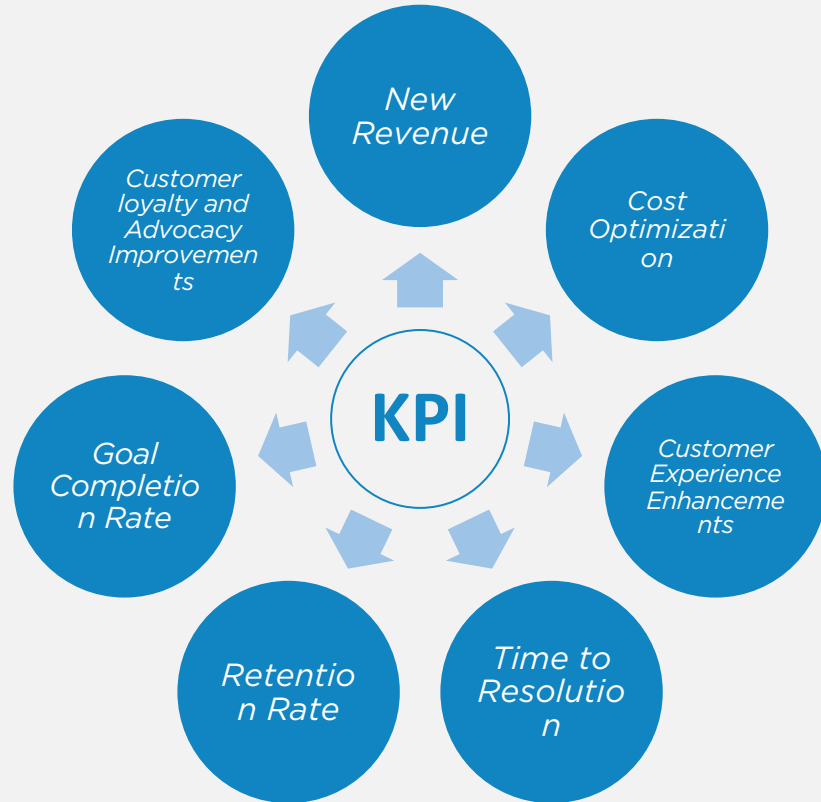 New
Revenue
Cost
Optimizati
on
Customer
Experience
Enhanceme
nts
Time to
Resolutio
n
Retentio
n Rate
Goal
Completio
n Rate
Customer
loyalty and
Advocacy
Improvemen
ts
KPI